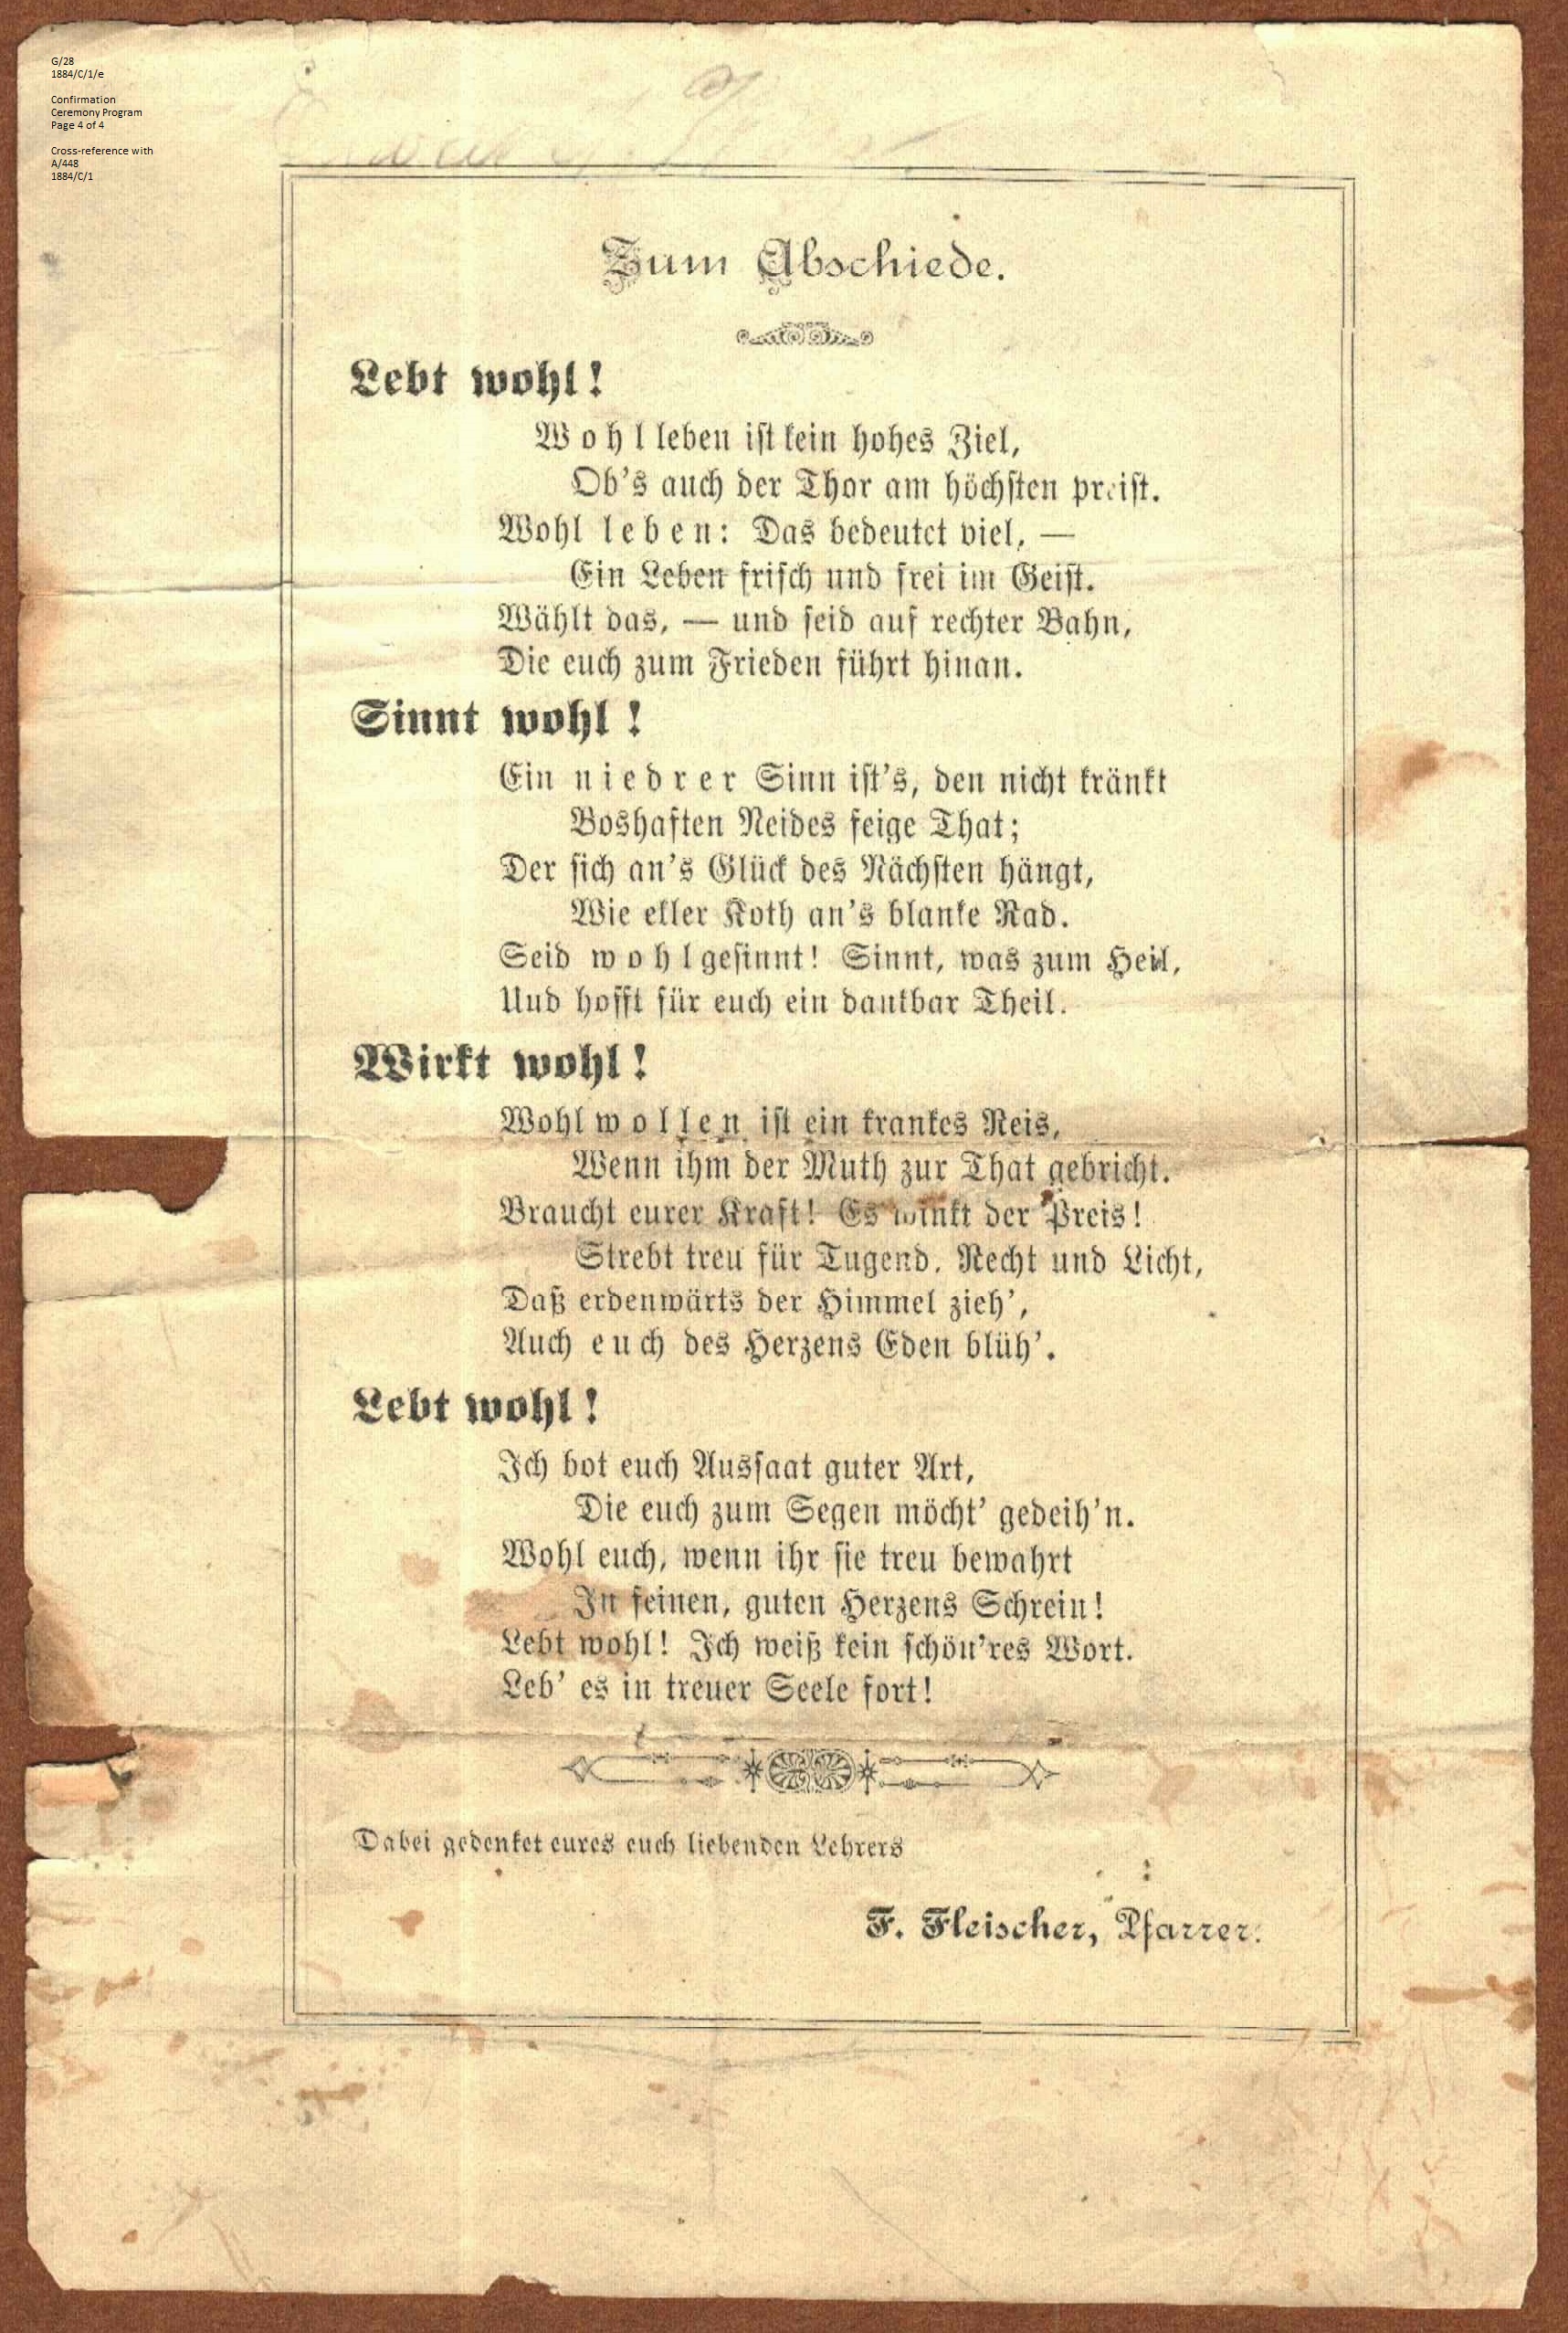 G/28
1884/C/1/e
Confirmation
Ceremony Program
Page 4 of 4
Cross-reference with
A/448
1884/C/1
Zum Abschiede.
Lebt wohl!
Wohlleben ist kein hohes Ziel,
Ob's auch der Thor am höchsten preist.
Wohl leben: Das bedeutet viel, —
Ein Leben frisch und frei im Geist.
Wählt das, — und seid auf rechter Bahn,
Die euch zum Frieden führt hinan.
Sinnt wohl!
Ein niedrer Sinn ist's, den nicht kränkt
Boshaften Neides feige That;
Der sich an's Glück des Nächsten hängt,
Wie ekler Koth an's blanke Rad.
Seid wohlgesinnt! Sinnt, was zum Heil,
Und hofft für euch ein dankbar Theil.
Wirkt wohl!
Wohlwollen ist ein krankes Reis,
Wenn ihm der Muth zur That gebricht.
Braucht eurer Kraft! Es winkt der Preis!
Strebt treu für Tugend, Recht und Licht,
Daß erdenwärts der Himmel zieh',
Auch euch des Herzens Eden blüh'.
Lebt wohl!
Ich bot euch Aussaat guter Art,
Die euch zum Segen möcht' gedeih'n.
Wohl euch, wenn ihr sie treu bewahrt
In feinen, guten Herzens Schrein!
Lebt wohl! Ich weiß kein schön'res Wort.
Leb' es in treuer Seele fort!
Dabei gedenket eures euch liebenden Lehrers
F. Fleischer, Pfarrer.